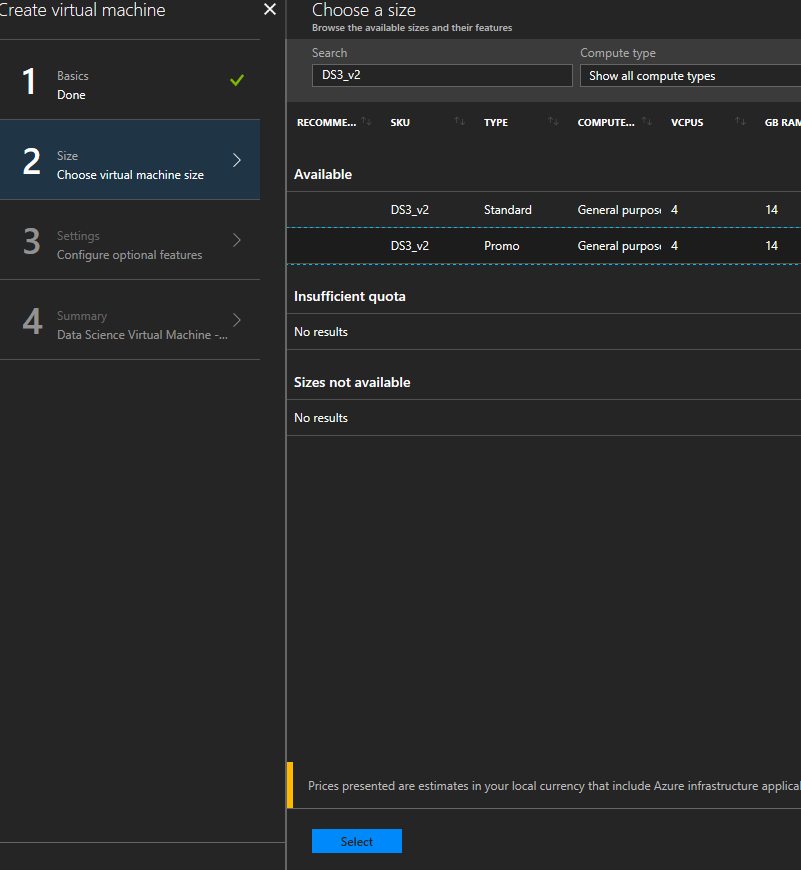 Create virtual machine
1
Basics
Done
2
Size
Choose virtual machine size
3
Settings
Configure optional features
4
Summary
Data Science Virtual Machine -...
Choose a size
Browse the available sizes and their features
Search
Compute type
DS3_v2
Show all compute types
RECOMME... SKU TYPE COMPUTE... VCPUS GB RAM
Available
DS3_v2 Standard General purpose 4 14
DS3_v2 Promo General purpose 4 14
Insufficient quota
No results
Sizes not available
No results
Prices presented are estimates in your local currency that include Azure infrastructure applica
Select